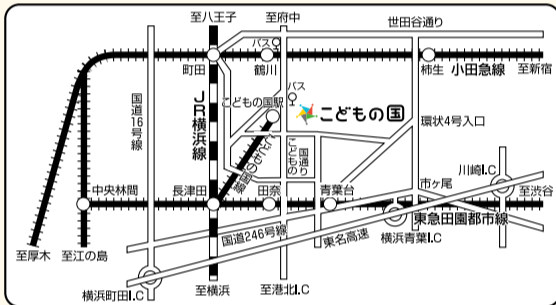 至八王子
至府中
世田谷通り
バス
町田
鶴川
柿生
小田急線
至新宿
国道16号線
JR横浜線
こどもの国駅
バス
こどもの国
環状4号入口
こどもの国線
こどもの国通り
川崎I.C
中央林間
長津田
田奈
青葉台
市ヶ尾
至渋谷
東急田園都市線
国道246号線
東名高速
横浜青葉I.C
至厚木
至江の島
横浜町田I.C
至横浜
至港北I.C